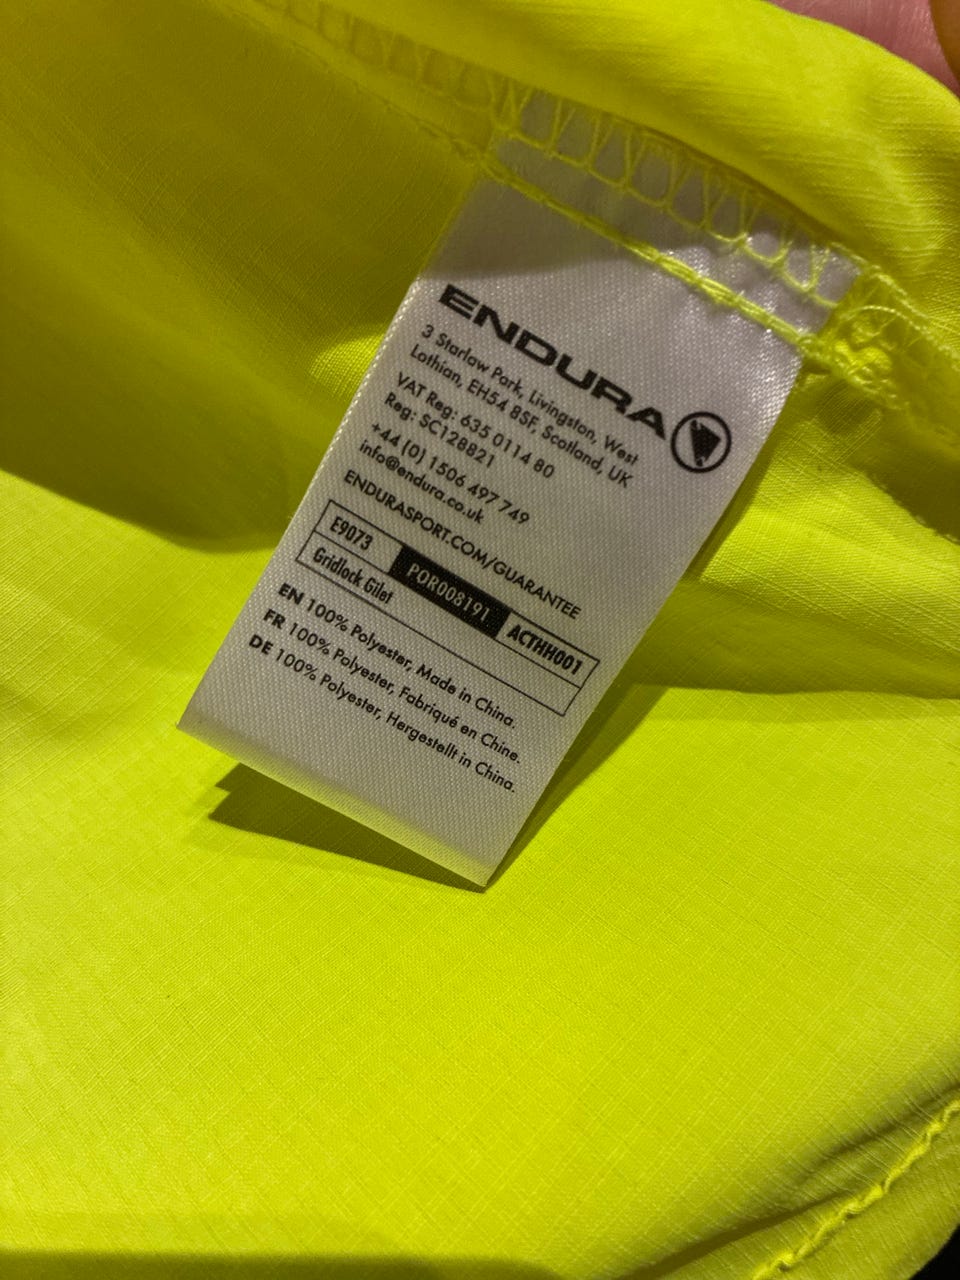 ENDURA
3 Starlaw Park, Livingston, West
Lothian, EH54 8SF, Scotland, UK
VAT Reg: 635 0114 80
Reg: SC128821
+44 (0) 1506 497 749
info@endura.co.uk
ENDURASPORT.COM/GUARANTEE
E9073 POR008191 ACTHH001
Gridlock Gilet
EN 100% Polyester, Made in China.
FR 100% Polyester, Fabriqué en Chine.
DE 100% Polyester, Hergestellt in China.